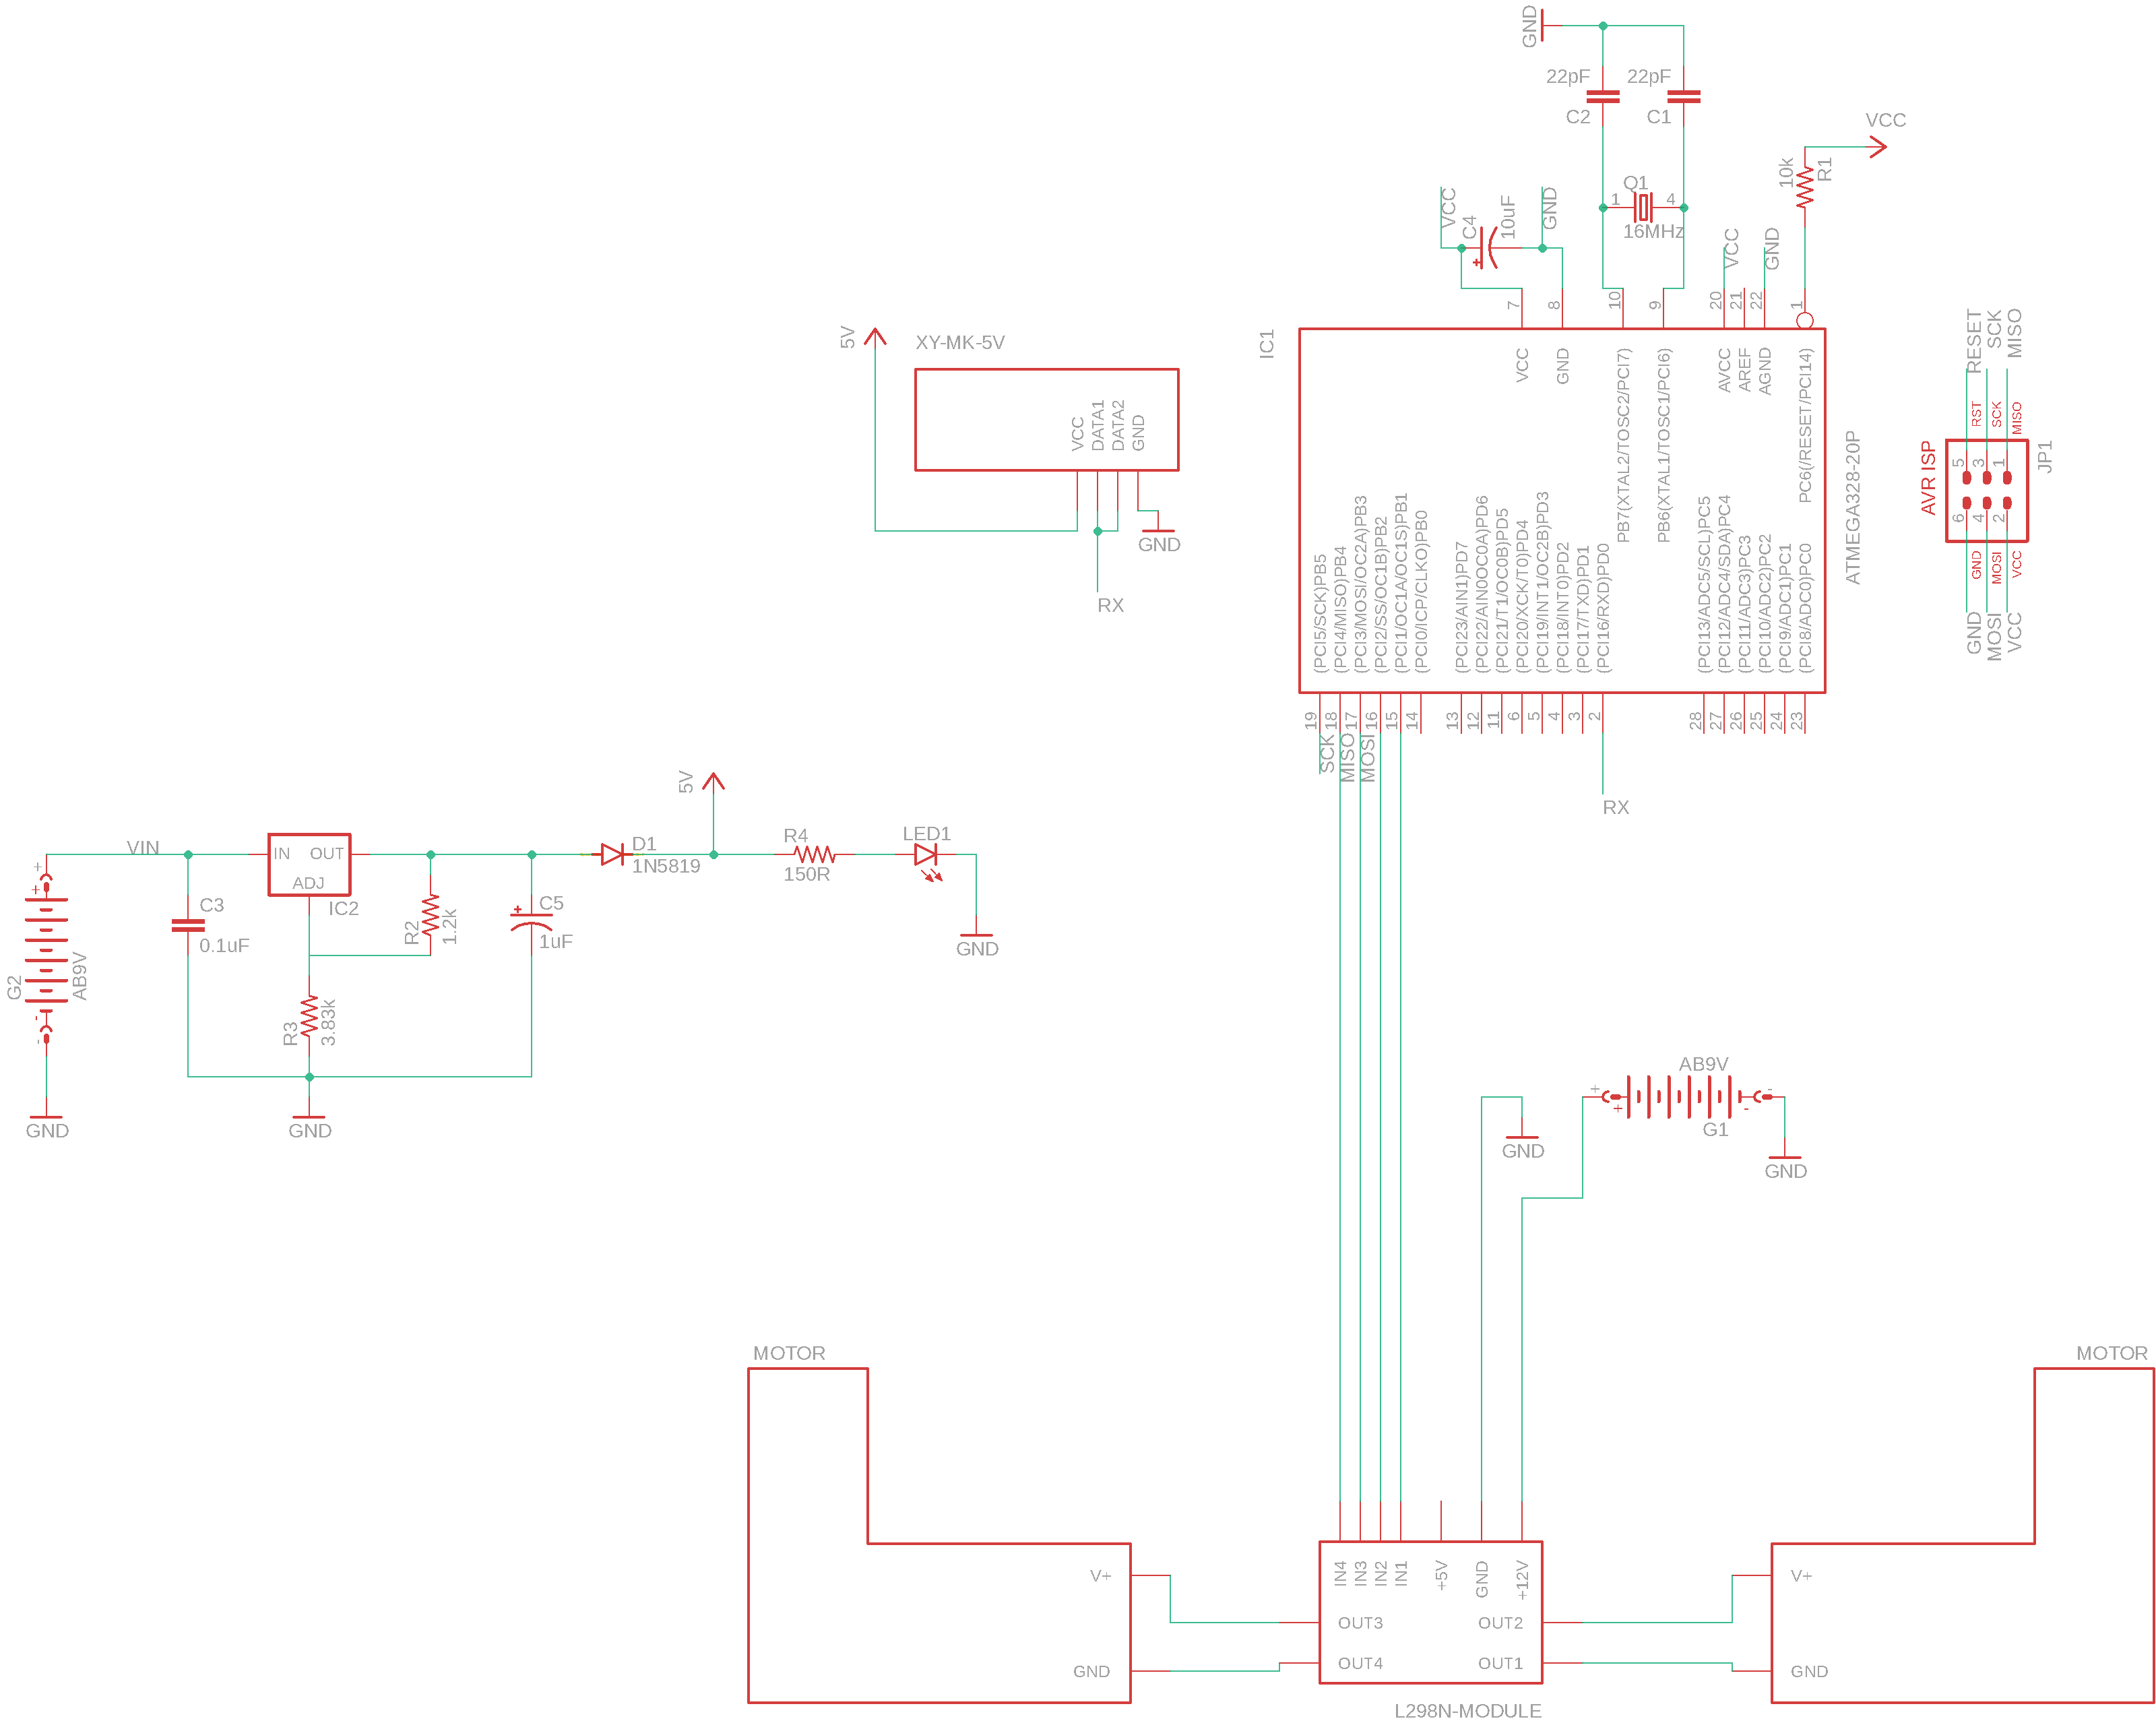 GND
22pF
22pF
C2
C1
VCC
10k
R1
Q1
1
4
16MHz
VCC
C4
+
10uF
GND
VCC
GND
7
8
10
9
20
21
22
1
IC1
VCC
GND
PB7(XTAL2/TOSC2/PCI7)
PB6(XTAL1/TOSC1/PCI6)
AVCC
AREF
AGND
PC6(/RESET/PCI14)
(PCI5/SCK)PB5
(PCI4/MISO)PB4
(PCI3/MOSI/OC2A)PB3
(PCI2/SS/OC1B)PB2
(PCI1/OC1A/OC1S)PB1
(PCI0/ICP/CLKO)PB0
(PCI23/AIN1)PD7
(PCI22/AIN0OC0A)PD6
(PCI21/T1/OC0B)PD5
(PCI20/XCK/T0)PD4
(PCI19/INT1/OC2B)PD3
(PCI18/INT0)PD2
(PCI17/TXD)PD1
(PCI16/RXD)PD0
(PCI13/ADC5/SCL)PC5
(PCI12/ADC4/SDA)PC4
(PCI11/ADC3)PC3
(PCI10/ADC2)PC2
(PCI9/ADC1)PC1
(PCI8/ADC0)PC0
ATMEGA328-20P
19
18
17
16
15
14
13
12
11
6
5
4
3
2
28
27
26
25
24
23
SCK
MISO
MOSI
RX
RESET
SCK
MISO
RST
SCK
MISO
AVR ISP
JP1
5
3
1
6
4
2
GND
MOSI
VCC
GND
MOSI
VCC
5V
XY-MK-5V
VCC
DATA1
DATA2
GND
GND
RX
5V
VIN
IN
OUT
ADJ
IC2
D1
1N5819
R4
150R
LED1
GND
+
+
G2
AB9V
-
-
GND
C3
0.1uF
R2
1.2k
+
C5
1uF
R3
3.83k
GND
AB9V
+
+
-
-
G1
GND
GND
MOTOR
V+
GND
MOTOR
V+
GND
IN4
IN3
IN2
IN1
+5V
GND
+12V
OUT3
OUT2
OUT4
OUT1
L298N-MODULE